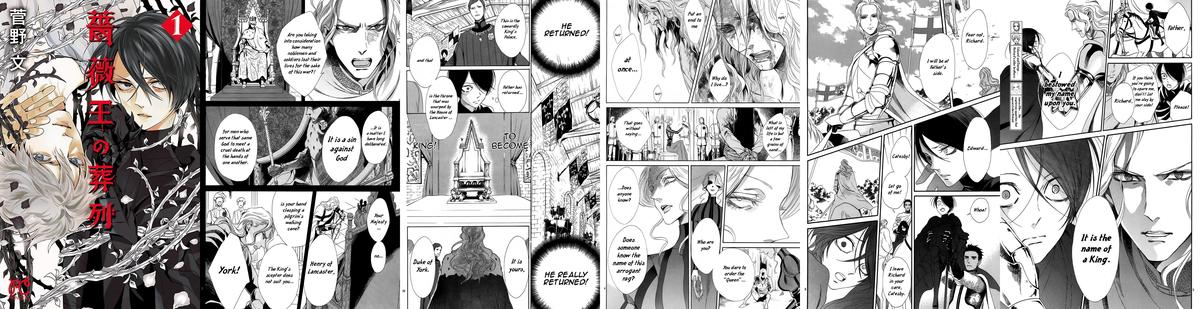 1
菅野文
薔薇王の葬列
Are you taking
into consideration
how many
noblemen and
soldiers lost their
lives for the sake
of this war?!
for men who
serve that same
God to meet a
cruel death at
the hands of
one another.
It is a sin
against
God
...It is
a matter I
have long
deliberated.
York!
is your hand
clasping a
pilgrim's
walking
cane?
The King's
scepter does
not suit you...
Henry of
Lancaster,
Your
Majesty
...
no...
This is the
cowardly
King's
Palace.
and that
is the throne
that was
usurped by
the House of
Lancaster...
Father has
returned...
HE
RETURNED!
TO
BECOME
KING!
Duke of
York.
It is
yours,
HE REALLY
RETURNED!
Put an
end to
me
at
once...
Why do
I live...?
That goes
without
saying...
What is
left of my
life is but
a few
grains of
sand...
...Does
anyone
know?
Does
someone
know the
name of this
arrogant
rag?
Who are
you?
You dare to
order the
"Queen"...
Fear not,
Richard.
I will be at
father's
side.
Edward...
Catesby!
Let go
of me!
Whoa!
I leave
Richard
in your
care,
Catesby.
Father,
I
bestowed
my name
upon you.
If you think
you're going
to spare me,
don't! Let
me stay by
your side!
Richard...
Please!
It is the
name of
a King.